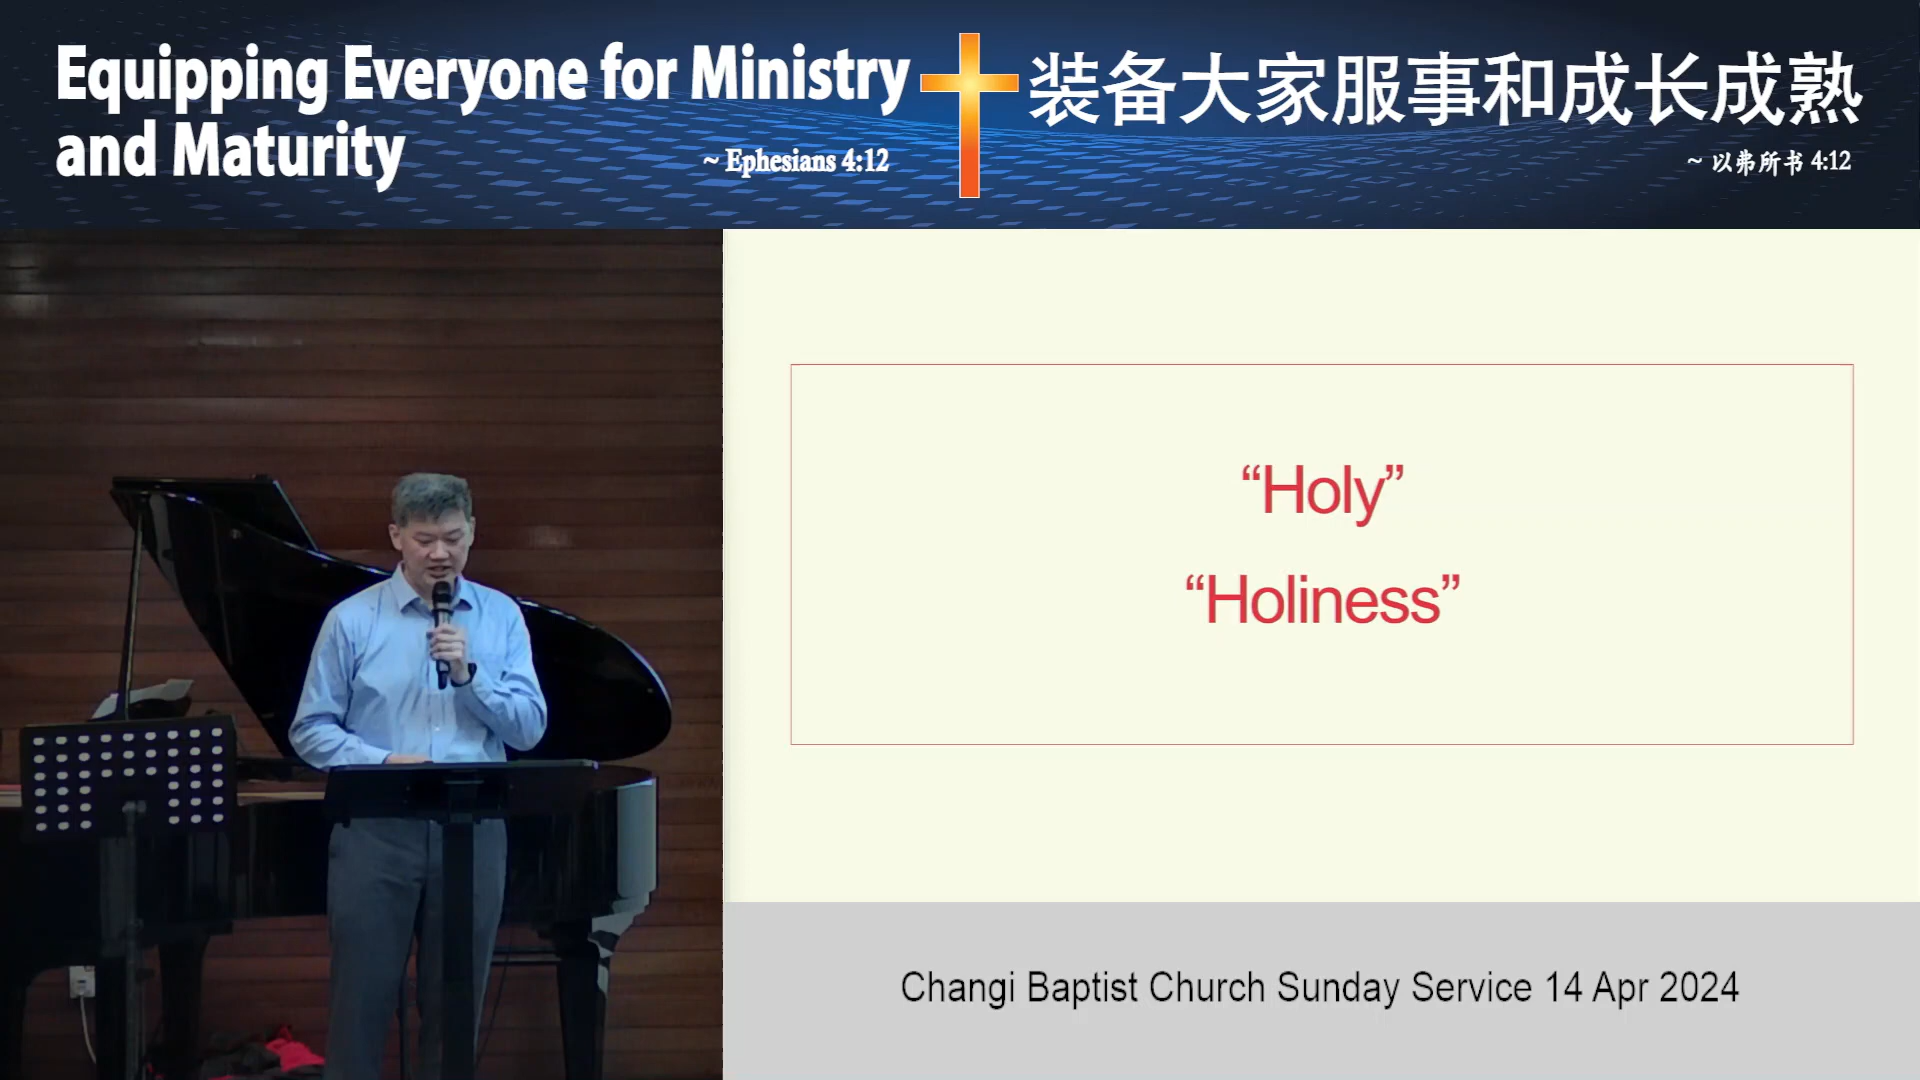 Equipping Everyone for Ministry
and Maturity
~ Ephesians 4:12
装备大家服事和成长成熟
~ 以弗所书 4:12
“Holy”
“Holiness”
Changi Baptist Church Sunday Service 14 Apr 2024